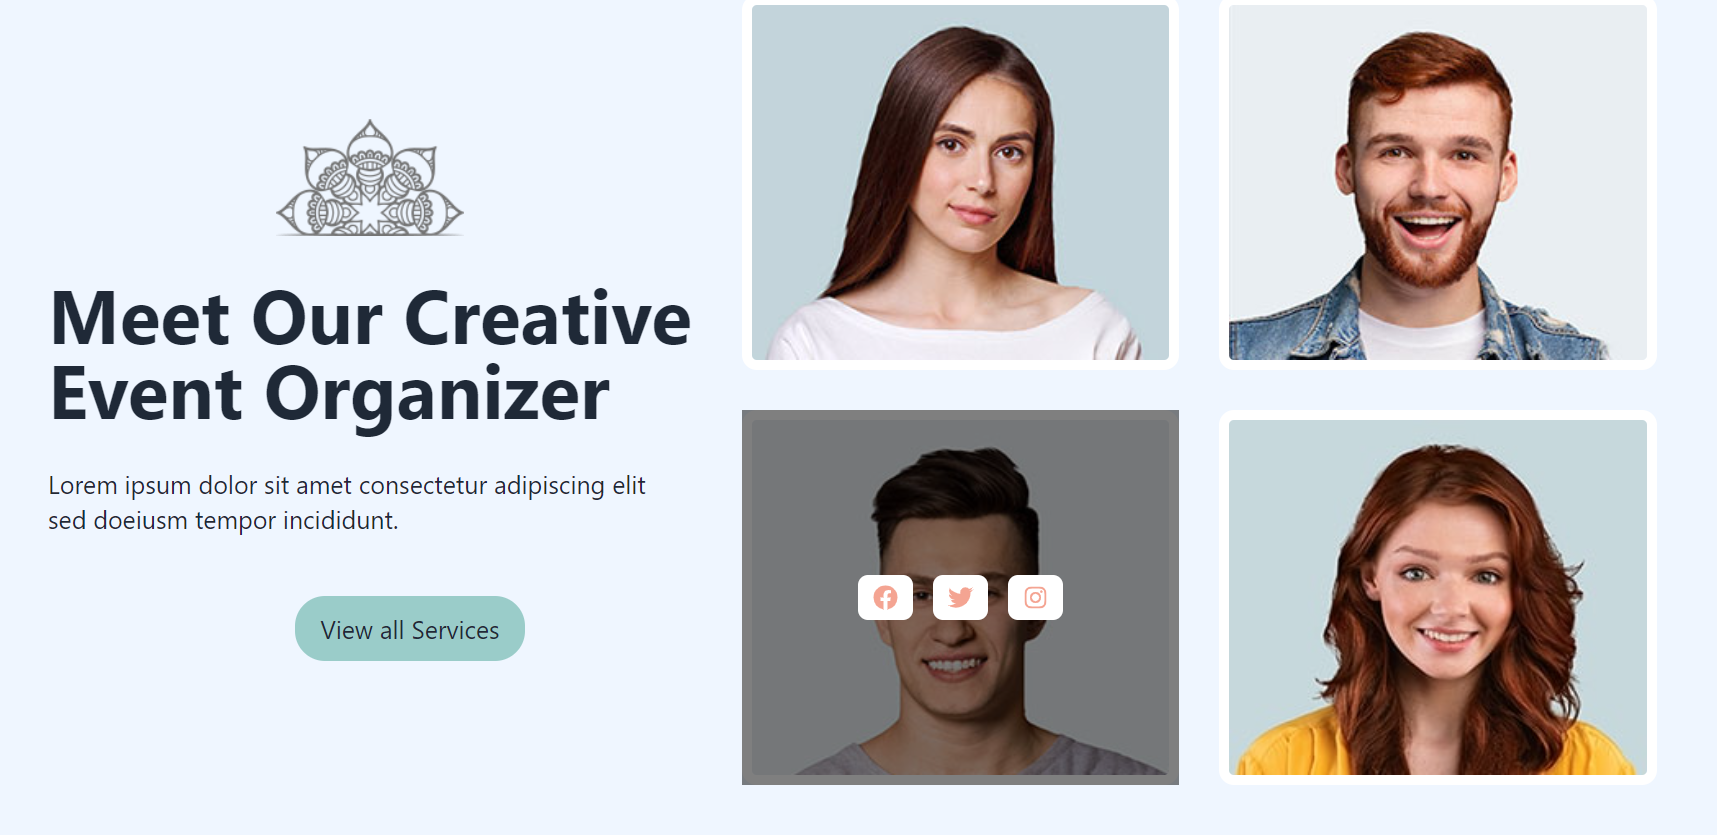 Meet Our Creative
Event Organizer
Lorem ipsum dolor sit amet consectetur adipiscing elit
sed doeiusm tempor incididunt.
View all Services